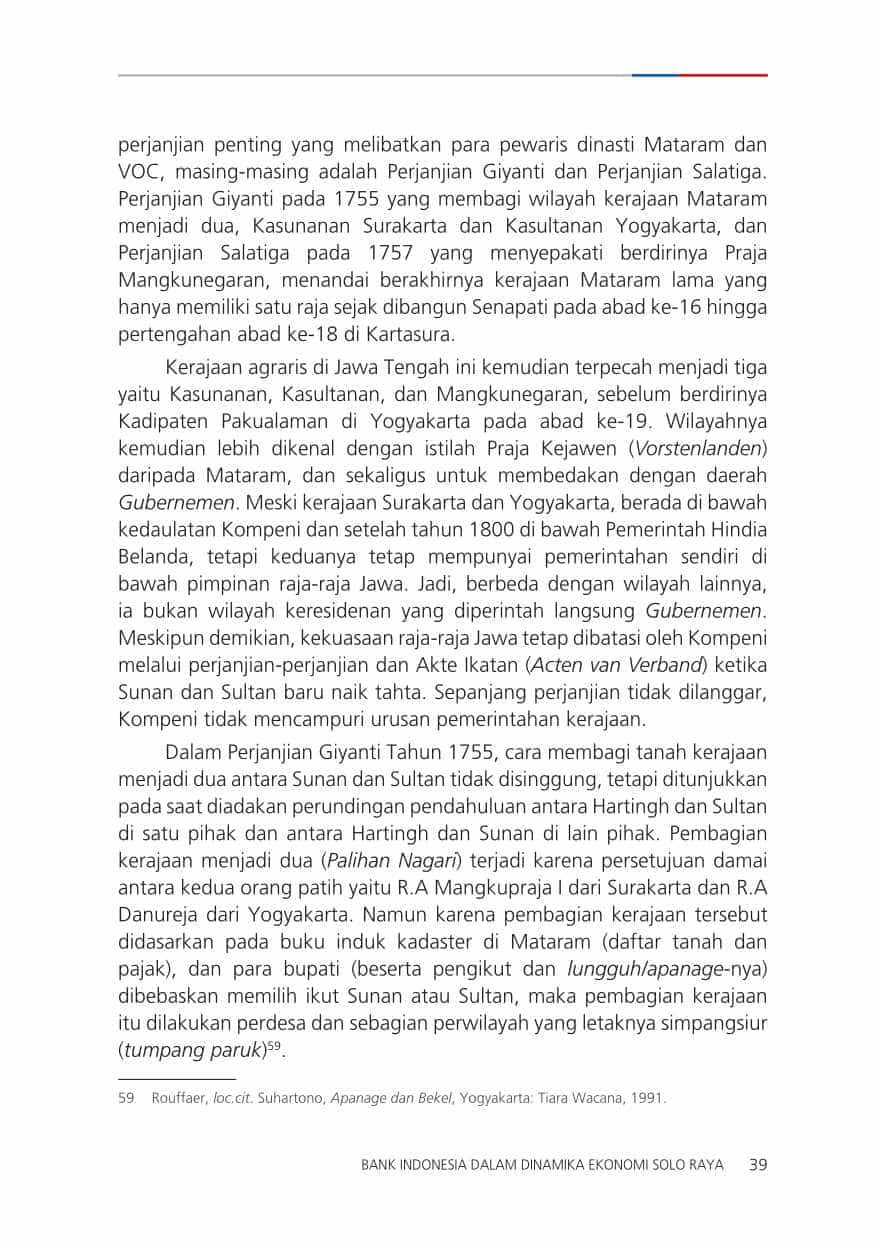 perjanjian penting yang melibatkan para pewaris dinasti Mataram dan
VOC, masing-masing adalah Perjanjian Giyanti dan Perjanjian Salatiga.
Perjanjian Giyanti pada 1755 yang membagi wilayah kerajaan Mataram
menjadi dua, Kasunanan Surakarta dan Kasultanan Yogyakarta, dan
Perjanjian Salatiga pada 1757 yang menyepakati berdirinya Praja
Mangkunegaran, menandai berakhirnya kerajaan Mataram lama yang
hanya memiliki satu raja sejak dibangun Senapati pada abad ke-16 hingga
pertengahan abad ke-18 di Kartasura.
Kerajaan agraris di Jawa Tengah ini kemudian terpecah menjadi tiga
yaitu Kasunanan, Kasultanan, dan Mangkunegaran, sebelum berdirinya
Kadipaten Pakualaman di Yogyakarta pada abad ke-19. Wilayahnya
kemudian lebih dikenal dengan istilah Praja Kejawen (Vorstenlanden)
daripada Mataram, dan sekaligus untuk membedakan dengan daerah
Gubernemen. Meski kerajaan Surakarta dan Yogyakarta, berada di bawah
kedaulatan Kompeni dan setelah tahun 1800 di bawah Pemerintah Hindia
Belanda, tetapi keduanya tetap mempunyai pemerintahan sendiri di
bawah pimpinan raja-raja Jawa. Jadi, berbeda dengan wilayah lainnya,
ia bukan wilayah keresidenan yang diperintah langsung Gubernemen.
Meskipun demikian, kekuasaan raja-raja Jawa tetap dibatasi oleh Kompeni
melalui perjanjian-perjanjian dan Akte Ikatan (Acten van Verband) ketika
Sunan dan Sultan baru naik tahta. Sepanjang perjanjian tidak dilanggar,
Kompeni tidak mencampuri urusan pemerintahan kerajaan.
Dalam Perjanjian Giyanti Tahun 1755, cara membagi tanah kerajaan
menjadi dua antara Sunan dan Sultan tidak disinggung, tetapi ditunjukkan
pada saat diadakan perundingan pendahuluan antara Hartingh dan Sultan
di satu pihak dan antara Hartingh dan Sunan di lain pihak. Pembagian
kerajaan menjadi dua (Palihan Nagari) terjadi karena persetujuan damai
antara kedua orang patih yaitu R.A Mangkupraja I dari Surakarta dan R.A
Danureja dari Yogyakarta. Namun karena pembagian kerajaan tersebut
didasarkan pada buku induk kadaster di Mataram (daftar tanah dan
pajak), dan para bupati (beserta pengikut dan lungguh/apanage-nya)
dibebaskan memilih ikut Sunan atau Sultan, maka pembagian kerajaan
itu dilakukan perdesa dan sebagian perwilayah yang letaknya simpangsiur
(tumpang paruk)⁵⁹.
59 Rouffaer, loc.cit. Suhartono, Apanage dan Bekel, Yogyakarta: Tiara Wacana, 1991.
BANK INDONESIA DALAM DINAMIKA EKONOMI SOLO RAYA 39